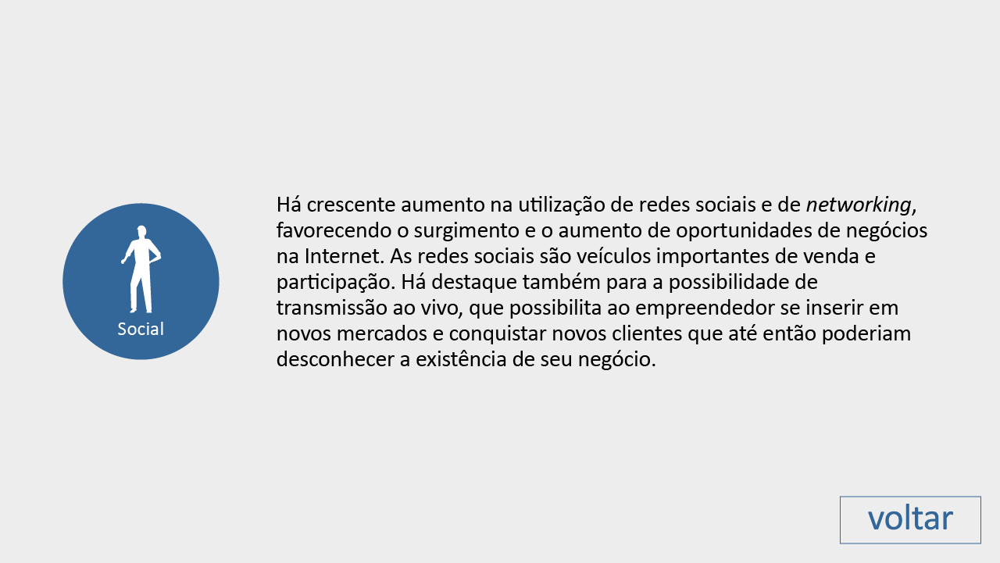 Há crescente aumento na utilização de redes sociais e de networking,
favorecendo o surgimento e o aumento de oportunidades de negócios
na Internet. As redes sociais são veículos importantes de venda e
participação. Há destaque também para a possibilidade de
transmissão ao vivo, que possibilita ao empreendedor se inserir em
novos mercados e conquistar novos clientes que até então poderiam
desconhecer a existência de seu negócio.
Social
voltar